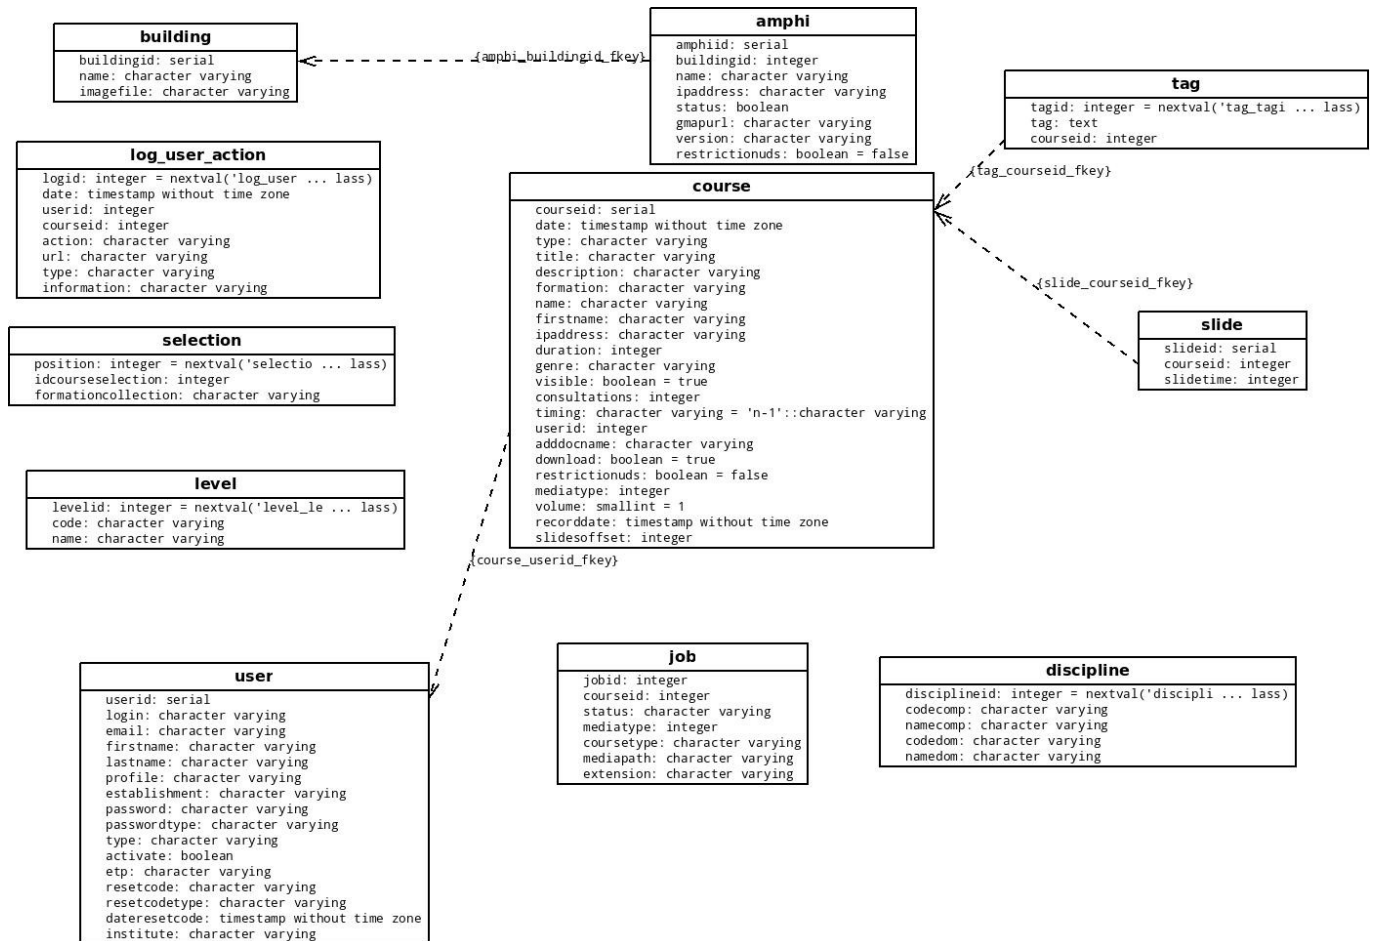 building
buildingid: serial
name: character varying
imagefile: character varying
{amphi_buildingid_fkey}
amphi
amphiid: serial
buildingid: integer
name: character varying
ipaddress: character varying
status: boolean
gmapurl: character varying
version: character varying
restrictionuds: boolean = false
tag
tagid: integer = nextval('tag_tagi ... lass)
tag: text
courseid: integer
{tag_courseid_fkey}
log_user_action
logid: integer = nextval('log_user ... lass)
date: timestamp without time zone
userid: integer
courseid: integer
action: character varying
url: character varying
type: character varying
information: character varying
course
courseid: serial
date: timestamp without time zone
type: character varying
title: character varying
description: character varying
formation: character varying
name: character varying
firstname: character varying
ipaddress: character varying
duration: integer
genre: character varying
visible: boolean = true
consultations: integer
timing: character varying = 'n-1'::character varying
userid: integer
adddocname: character varying
download: boolean = true
restrictionuds: boolean = false
mediatype: integer
volume: smallint = 1
recorddate: timestamp without time zone
slidesoffset: integer
{slide_courseid_fkey}
slide
slideid: serial
courseid: integer
slidetime: integer
selection
position: integer = nextval('selectio ... lass)
idcourseselection: integer
formationcollection: character varying
level
levelid: integer = nextval('level_le ... lass)
code: character varying
name: character varying
{course_userid_fkey}
user
userid: serial
login: character varying
email: character varying
firstname: character varying
lastname: character varying
profile: character varying
establishment: character varying
password: character varying
passwordtype: character varying
type: character varying
activate: boolean
etp: character varying
resetcode: character varying
resetcodetype: character varying
dateresetcode: timestamp without time zone
institute: character varying
job
jobid: integer
courseid: integer
status: character varying
mediatype: integer
coursetype: character varying
mediapath: character varying
extension: character varying
discipline
disciplineid: integer = nextval('discipli ... lass)
codecomp: character varying
namecomp: character varying
codedom: character varying
namedom: character varying